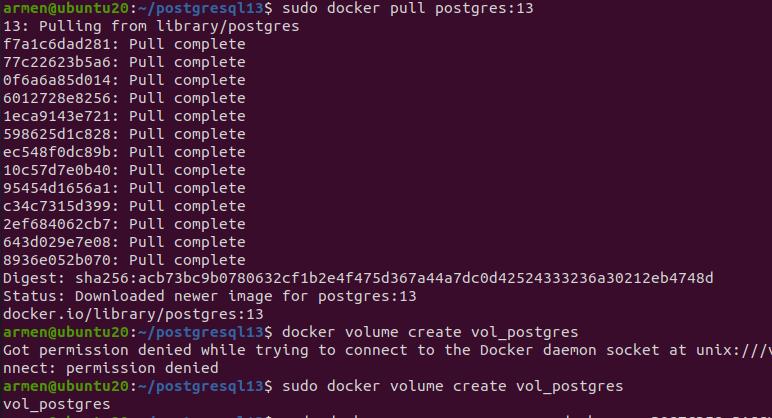 armen@ubuntu20:~/postgresql13$ sudo docker pull postgres:13
13: Pulling from library/postgres
f7a1c6dad281: Pull complete
77c22623b5a6: Pull complete
0f6a6a85d014: Pull complete
6012728e8256: Pull complete
1eca9143e721: Pull complete
598625d1c828: Pull complete
ec548f0dc89b: Pull complete
10c57d7e0b40: Pull complete
95454d1656a1: Pull complete
c34c7315d399: Pull complete
2ef684062cb7: Pull complete
643d029e7e08: Pull complete
8936e052b070: Pull complete
Digest: sha256:acb73bc9b0780632cf1b2e4f475d367a44a7dc0d42524333236a30212eb4748d
Status: Downloaded newer image for postgres:13
docker.io/library/postgres:13
armen@ubuntu20:~/postgresql13$ docker volume create vol_postgres
Got permission denied while trying to connect to the Docker daemon socket at unix:///v
nnect: permission denied
armen@ubuntu20:~/postgresql13$ sudo docker volume create vol_postgres
vol_postgres